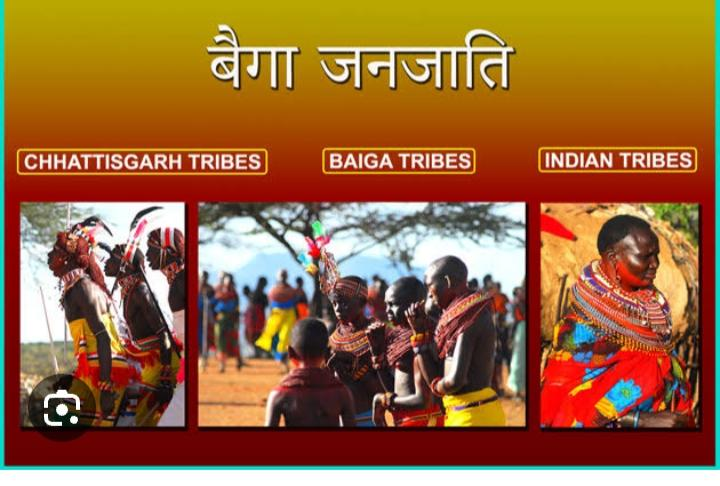 बैगा जनजाति
CHHATTISGARH TRIBES
BAIGA TRIBES
INDIAN TRIBES